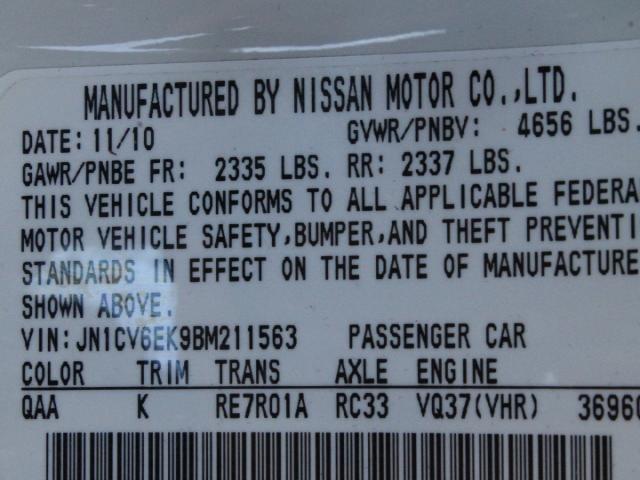 MANUFACTURED BY NISSAN MOTOR CO.,LTD.
DATE: 11/10 GVWR/PNBV: 4656 LBS.
GAWR/PNBE FR: 2335 LBS. RR: 2337 LBS.
THIS VEHICLE CONFORMS TO ALL APPLICABLE FEDERA
MOTOR VEHICLE SAFETY,BUMPER,AND THEFT PREVENTI
STANDARDS IN EFFECT ON THE DATE OF MANUFACTURE
SHOWN ABOVE.
VIN:JN1CV6EK9BM211563 PASSENGER CAR
COLOR TRIM TRANS AXLE ENGINE
QAA K RE7R01A RC33 VQ37(VHR) 36960